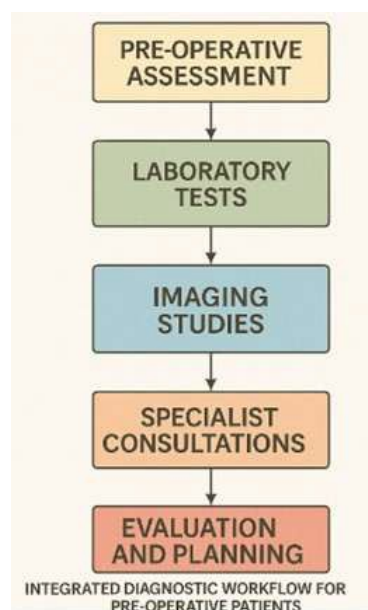 PRE-OPERATIVE
ASSESSMENT
LABORATORY
TESTS
IMAGING
STUDIES
SPECIALIST
CONSULTATIONS
EVALUATION
AND PLANNING
INTEGRATED DIAGNOSTIC WORKFLOW FOR
PRE-OPERATIVE PATIENTS